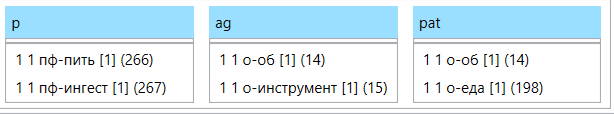 p ag pat
1 1 пф-пить [1] (266) 1 1 о-об [1] (14) 1 1 о-об [1] (14)
1 1 пф-ингест [1] (267) 1 1 о-инструмент [1] (15) 1 1 о-еда [1] (198)